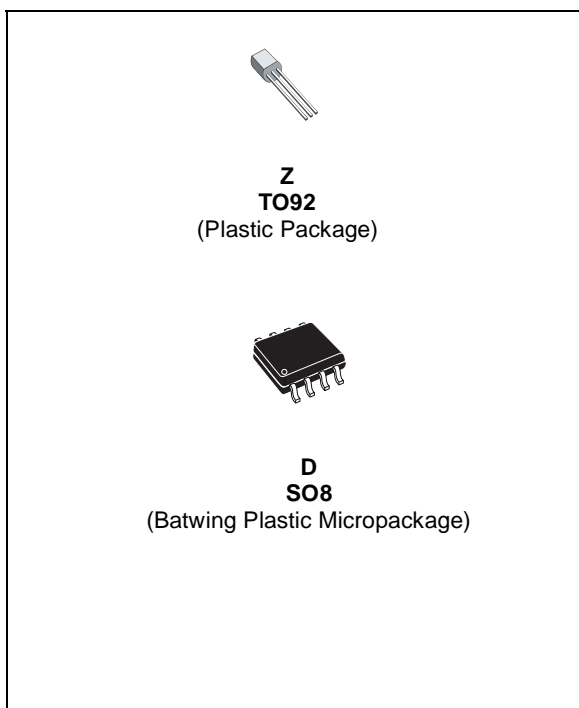 Z
TO92
(Plastic Package)
D
SO8
(Batwing Plastic Micropackage)